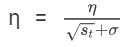 η = η / (√s_t + σ)